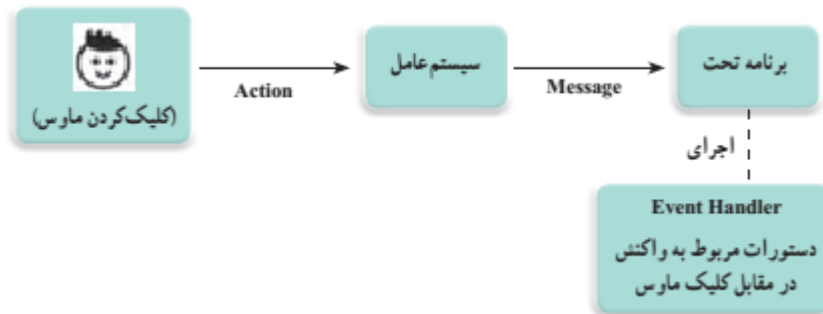 (کلیک‌کردن ماوس)
Action
سیستم‌عامل
Message
برنامه تحت
اجرای
Event Handler
دستورات مربوط به واکنش
در مقابل کلیک ماوس